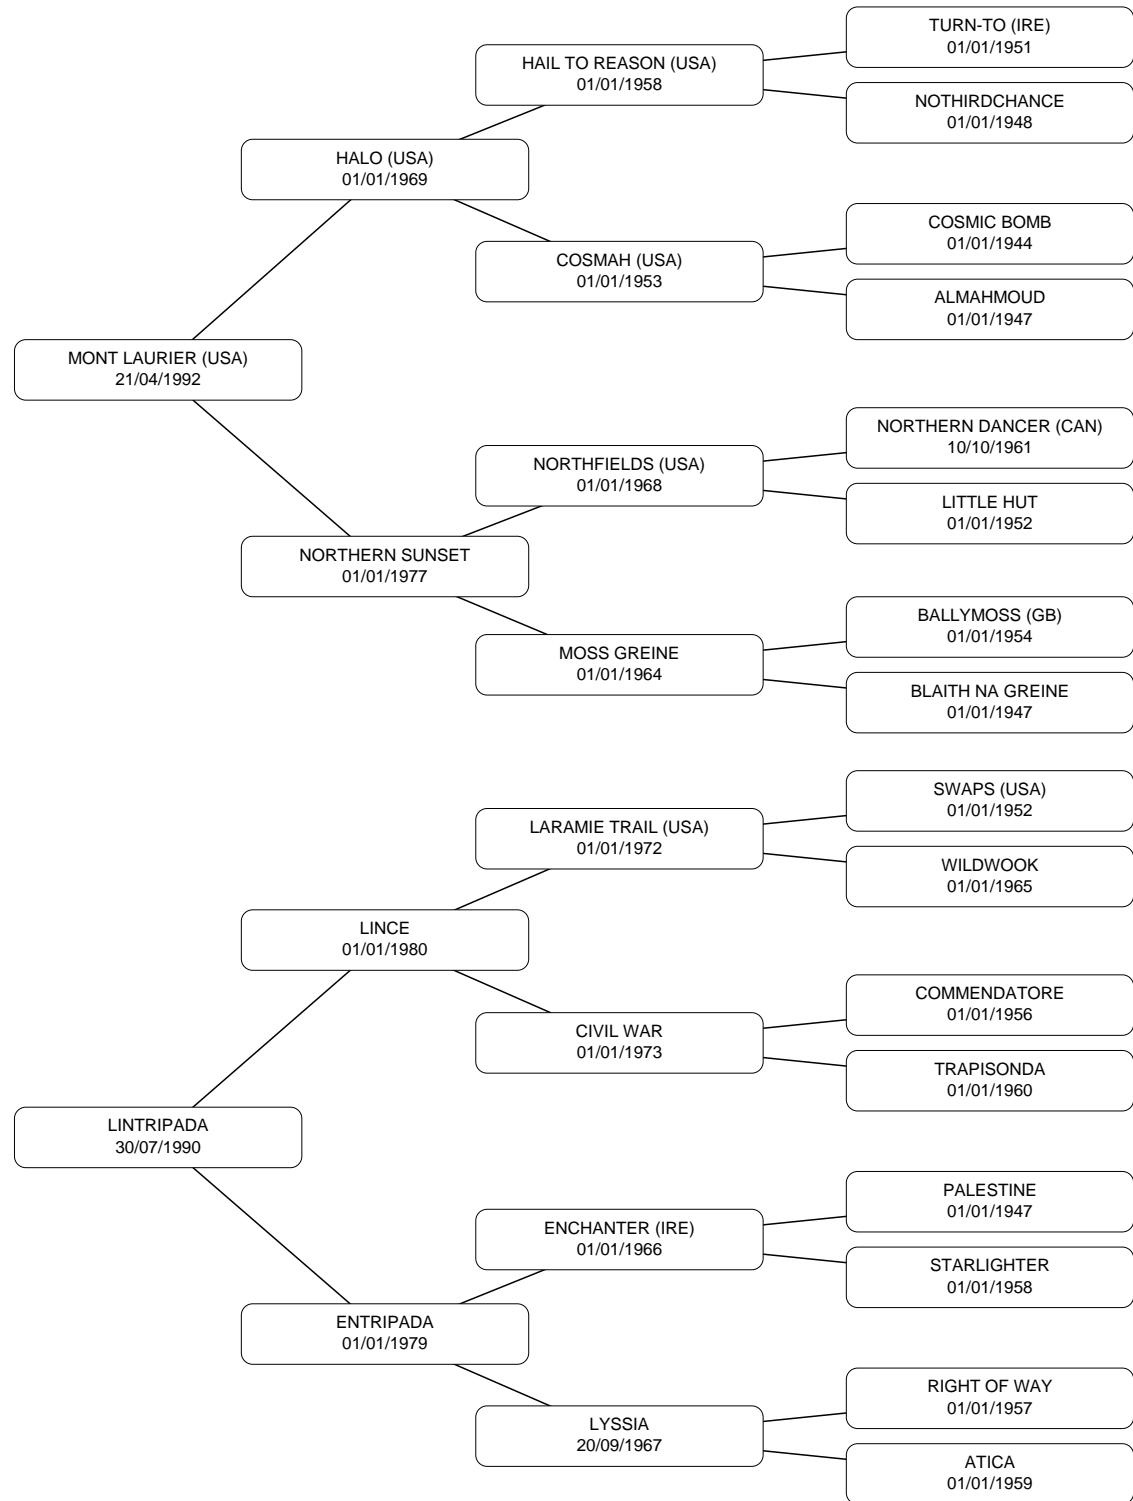 TURN-TO (IRE)
01/01/1951
HAIL TO REASON (USA)
01/01/1958
NOTHIRDCHANCE
01/01/1948
HALO (USA)
01/01/1969
COSMIC BOMB
01/01/1944
COSMAH (USA)
01/01/1953
ALMAHMOUD
01/01/1947
MONT LAURIER (USA)
21/04/1992
NORTHERN DANCER (CAN)
10/10/1961
NORTHFIELDS (USA)
01/01/1968
LITTLE HUT
01/01/1952
NORTHERN SUNSET
01/01/1977
BALLYMOSS (GB)
01/01/1954
MOSS GREINE
01/01/1964
BLAITH NA GREINE
01/01/1947
SWAPS (USA)
01/01/1952
LARAMIE TRAIL (USA)
01/01/1972
WILDWOOK
01/01/1965
LINCE
01/01/1980
COMMENDATORE
01/01/1956
CIVIL WAR
01/01/1973
TRAPISONDA
01/01/1960
LINTRIPADA
30/07/1990
PALESTINE
01/01/1947
ENCHANTER (IRE)
01/01/1966
STARLIGHTER
01/01/1958
ENTRIPADA
01/01/1979
RIGHT OF WAY
01/01/1957
LYSSIA
20/09/1967
ATICA
01/01/1959